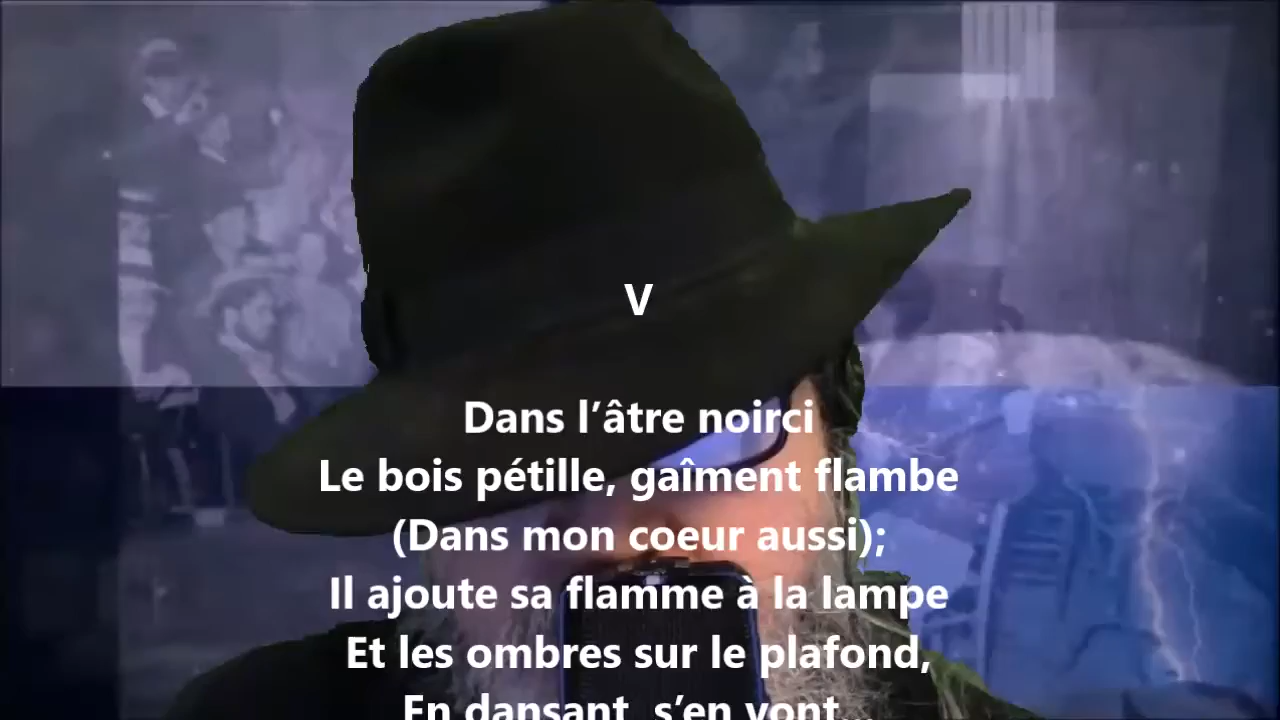 V
Dans l’âtre noirci
Le bois pétille, gaîment flambe
(Dans mon coeur aussi);
Il ajoute sa flamme à la lampe
Et les ombres sur le plafond,
En dansant, s’en vont...